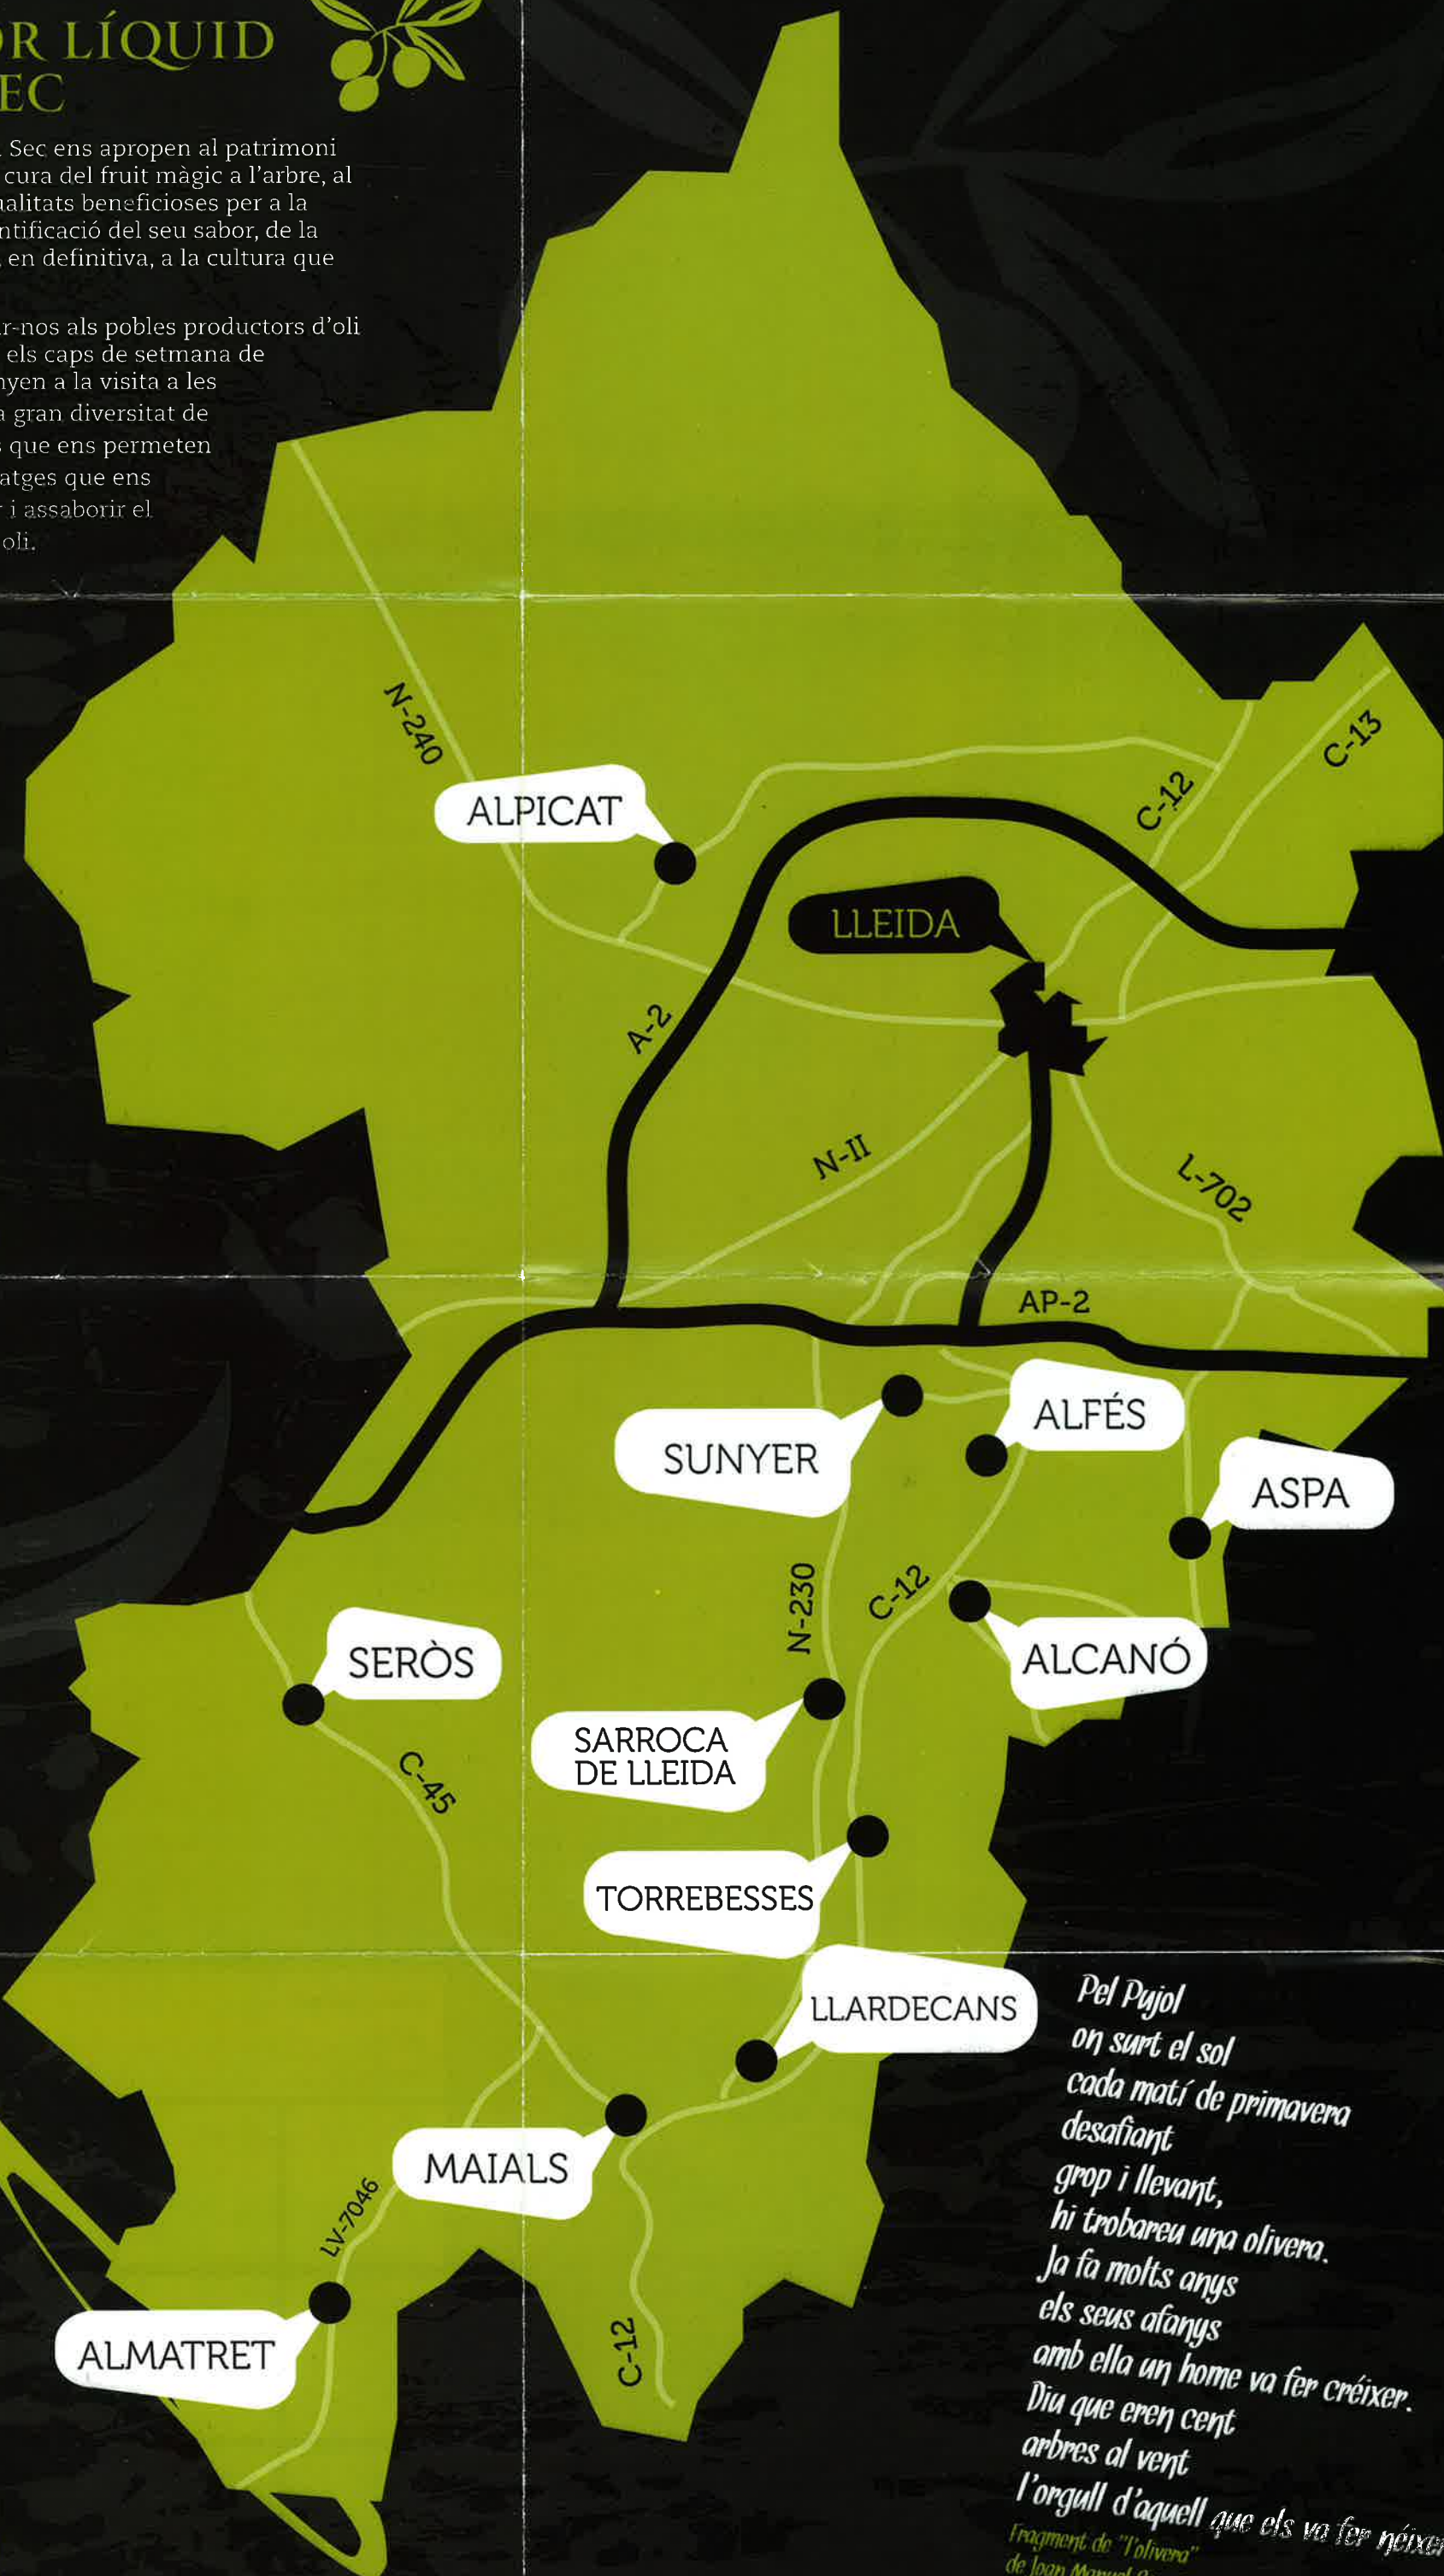 OR LÍQUID
SEC
Sec ens apropen al patrimoni
cura del fruit màgic a l'arbre, al
ualitats beneficioses per a la
ntificació del seu sabor, de la
en definitiva, a la cultura que
r-nos als pobles productors d'oli
els caps de setmana de
nyen a la visita a les
a gran diversitat de
s que ens permeten
atges que ens
r i assaborir el
oli.
N-240
C-13
C-12
ALPICAT
LLEIDA
A-2
N-II
L-702
AP-2
SUNYER
ALFÉS
ASPA
N-230
C-12
ALCANÓ
SERÒS
SARROCA
DE LLEIDA
C-45
TORREBESSES
LLARDECANS
MAIALS
LV-7046
ALMATRET
C-12
Pel Pujol
on surt el sol
cada matí de primavera
desafiant
grop i llevant,
hi trobareu una olivera.
Ja fa molts anys
els seus afanys
amb ella un home va fer créixer.
Diu que eren cent
arbres al vent
l'orgull d'aquell que els va fer néixer
Fragment de "l'olivera"
de Joan Manuel